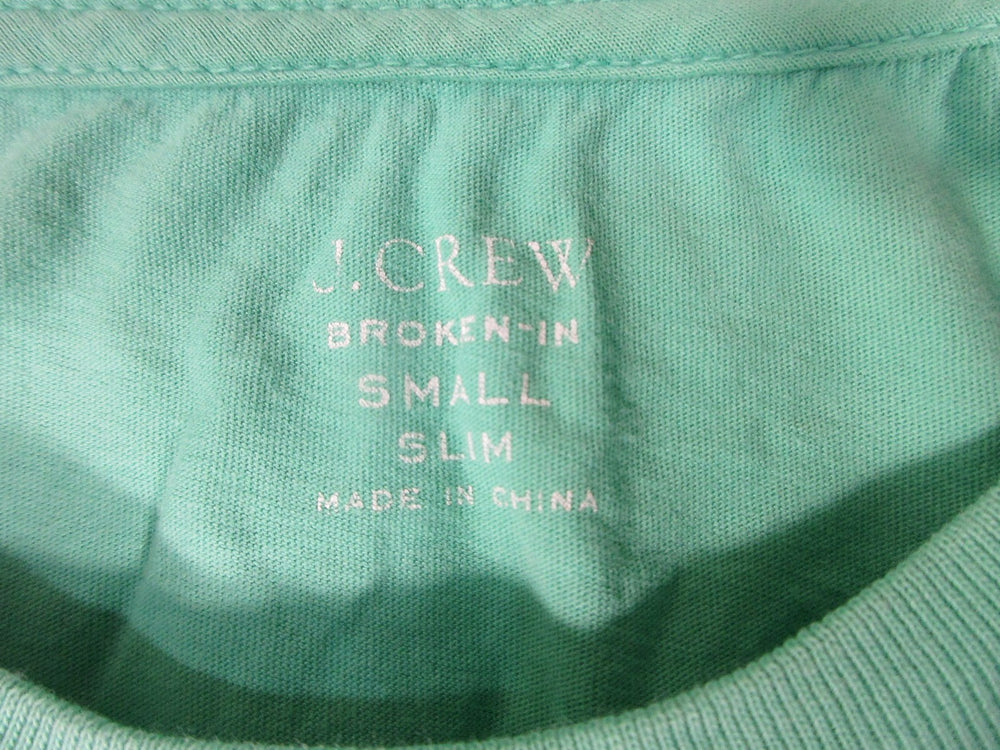 J.CREW
BROKEN-IN
SMALL
SLIM
MADE IN CHINA